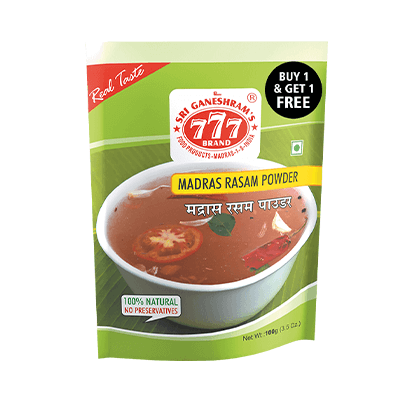 Real Taste
BUY 1
& GET 1
FREE
SRI GANESHRAM'S
®
777
BRAND
FOOD PRODUCTS-MADRAS-1-S-INDIA
MADRAS RASAM POWDER
मद्रास रसम पाउडर
100% NATURAL
NO PRESERVATIVES
Net Wt. 100g (3.5 Oz.)